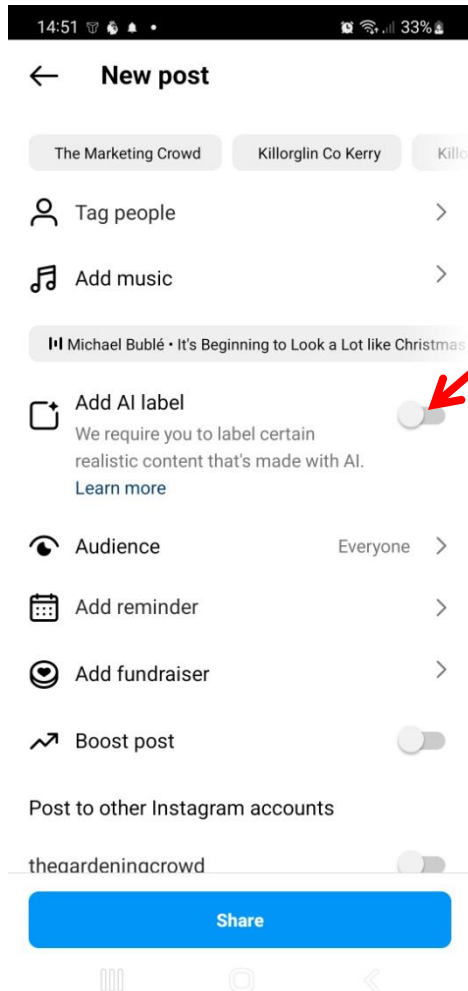 14:51 33%
New post
The Marketing Crowd Killorglin Co Kerry Killo
Tag people
Add music
Michael Bublé • It's Beginning to Look a Lot like Christmas
Add AI label
We require you to label certain
realistic content that's made with AI.
Learn more
Audience Everyone
Add reminder
Add fundraiser
Boost post
Post to other Instagram accounts
thegardeningcrowd
Share